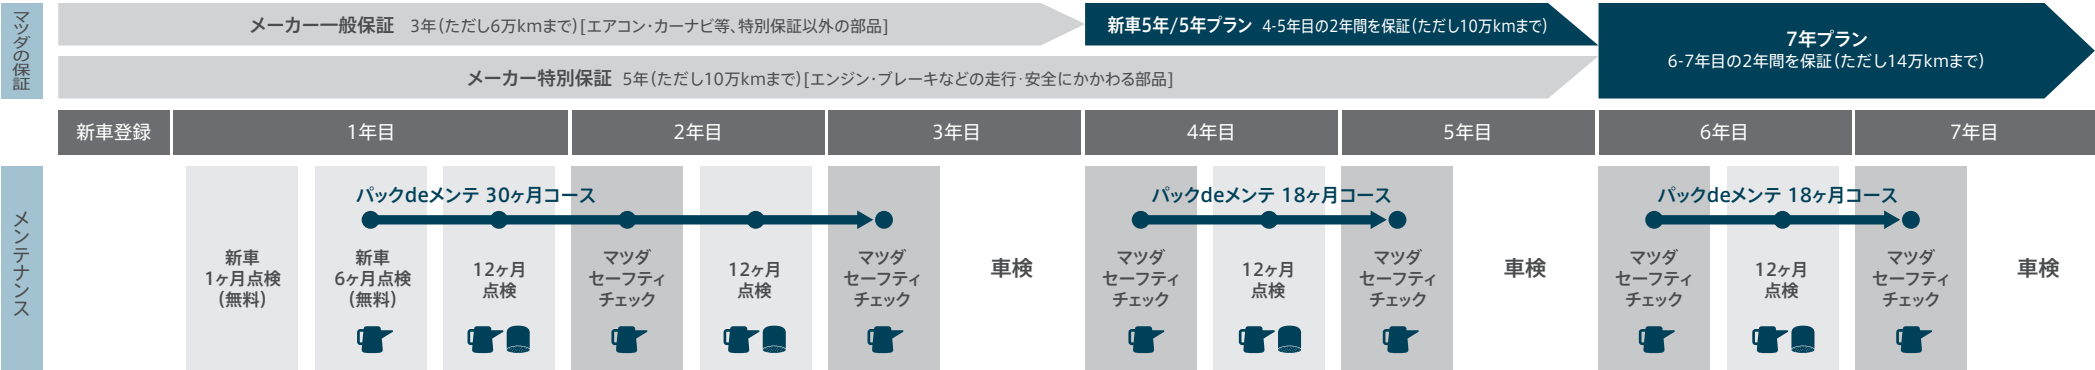 マツダの保証
メーカー一般保証 3年(ただし6万kmまで)[エアコン・カーナビ等、特別保証以外の部品]
新車5年/5年プラン 4-5年目の2年間を保証(ただし10万kmまで)
メーカー特別保証 5年(ただし10万kmまで)[エンジン・ブレーキなどの走行・安全にかかわる部品]
7年プラン
6-7年目の2年間を保証(ただし14万kmまで)
新車登録
1年目
2年目
3年目
4年目
5年目
6年目
7年目
メンテナンス
パックdeメンテ 30ヶ月コース
パックdeメンテ 18ヶ月コース
パックdeメンテ 18ヶ月コース
新車
1ヶ月点検
(無料)
新車
6ヶ月点検
(無料)
12ヶ月
点検
マツダ
セーフティ
チェック
12ヶ月
点検
マツダ
セーフティ
チェック
車検
マツダ
セーフティ
チェック
12ヶ月
点検
マツダ
セーフティ
チェック
車検
マツダ
セーフティ
チェック
12ヶ月
点検
マツダ
セーフティ
チェック
車検